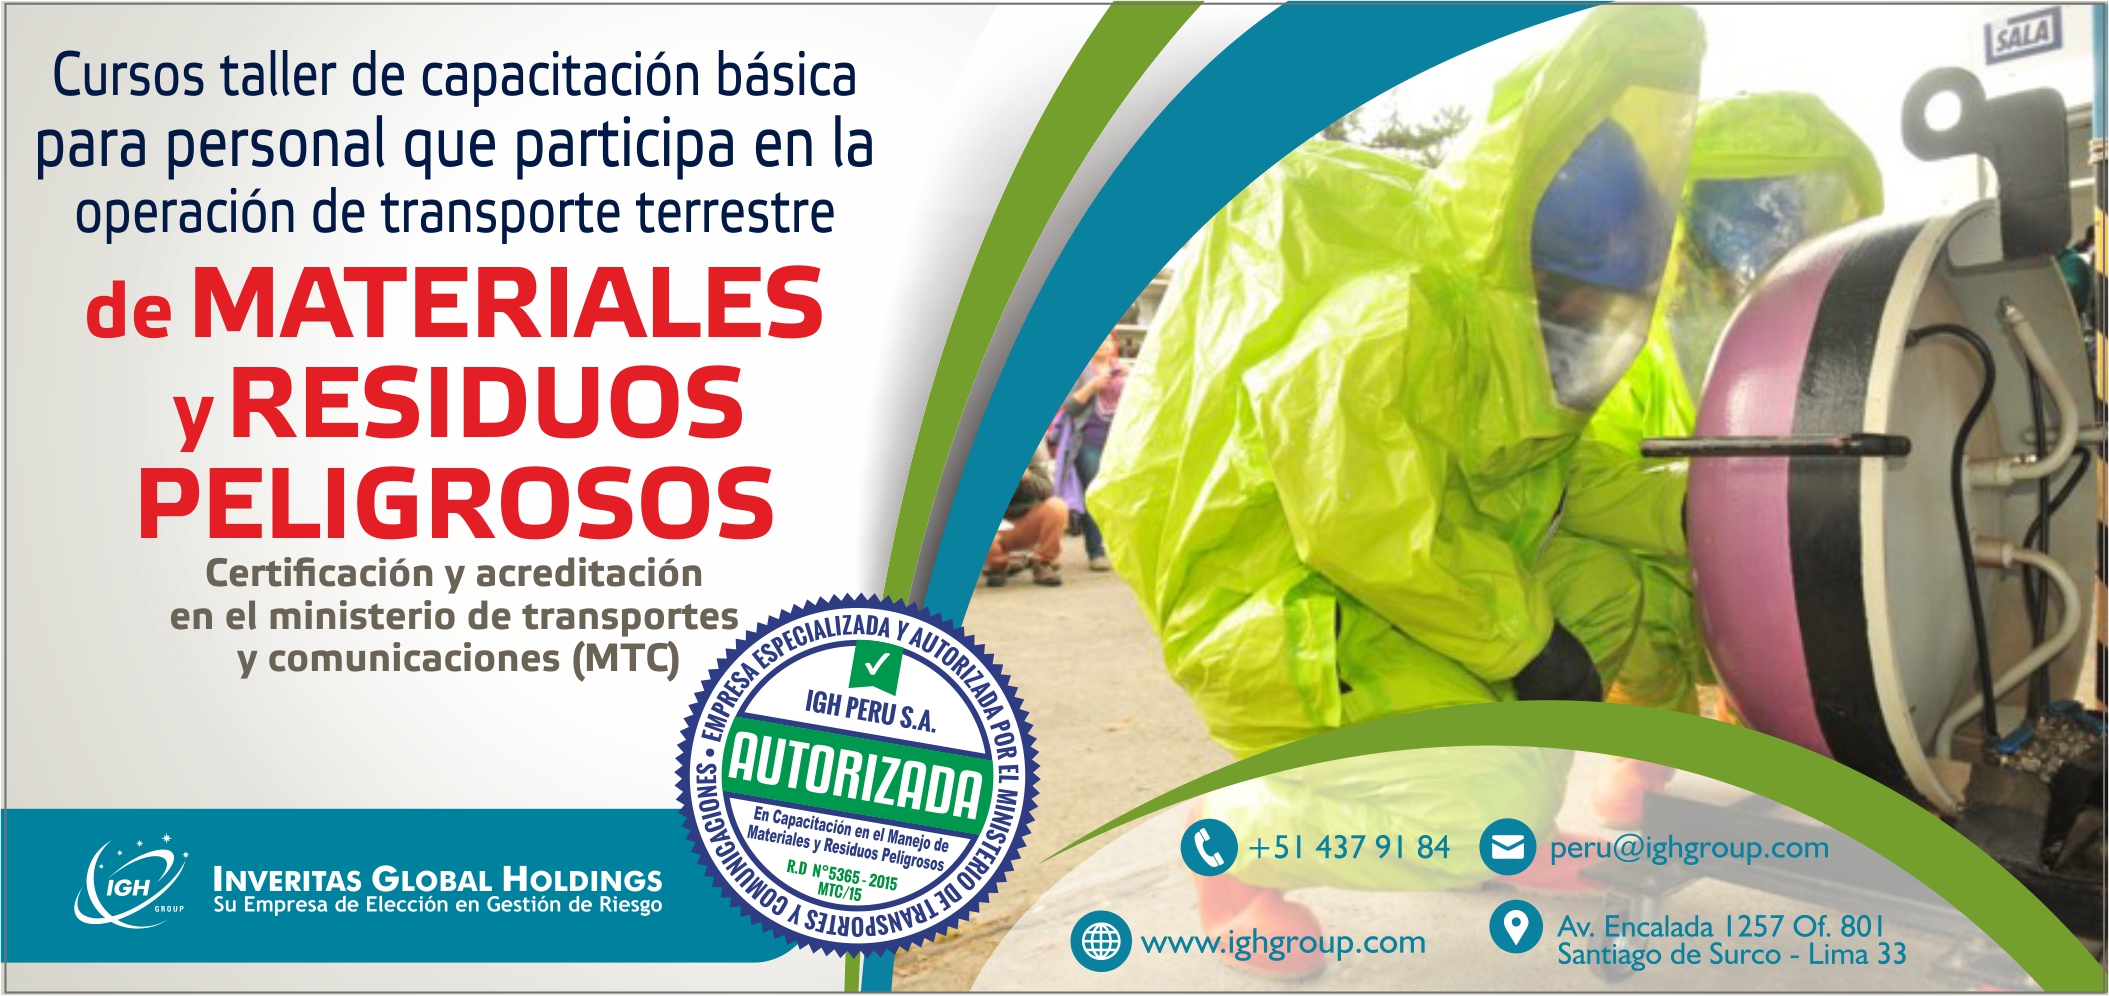 Cursos taller de capacitación básica
para personal que participa en la
operación de transporte terrestre
de MATERIALES
y RESIDUOS
PELIGROSOS
Certificación y acreditación
en el ministerio de transportes
y comunicaciones (MTC)
• EMPRESA ESPECIALIZADA Y AUTORIZADA POR EL MINISTERIO DE TRANSPORTES Y COMUNICACIONES
IGH PERU S.A.
AUTORIZADA
En Capacitación en el Manejo de
Materiales y Residuos Peligrosos
R.D N°5365 - 2015
MTC/15
IGH
GROUP
INVERITAS GLOBAL HOLDINGS
Su Empresa de Elección en Gestión de Riesgo
SALA
+51 437 91 84
peru@ighgroup.com
www.ighgroup.com
Av. Encalada 1257 Of. 801
Santiago de Surco - Lima 33